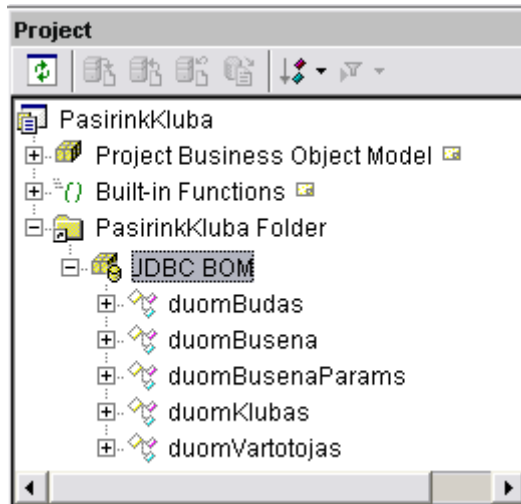 Project
PasirinkKluba
Project Business Object Model
Built-in Functions
PasirinkKluba Folder
JDBC BOM
duomBudas
duomBusena
duomBusenaParams
duomKlubas
duomVartotojas